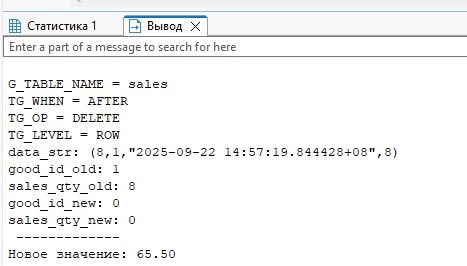 Статистика 1
Вывод
Enter a part of a message to search for here
G_TABLE_NAME = sales
TG_WHEN = AFTER
TG_OP = DELETE
TG_LEVEL = ROW
data_str: (8,1,"2025-09-22 14:57:19.844428+08",8)
good_id_old: 1
sales_qty_old: 8
good_id_new: 0
sales_qty_new: 0
-------------
Новое значение: 65.50